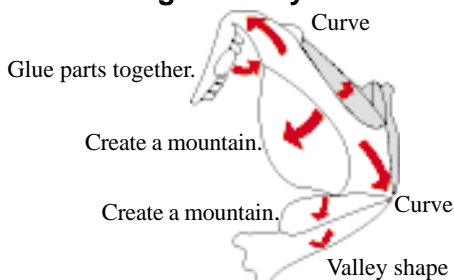 Curve
Glue parts together.
Create a mountain.
Create a mountain.
Curve
Valley shape